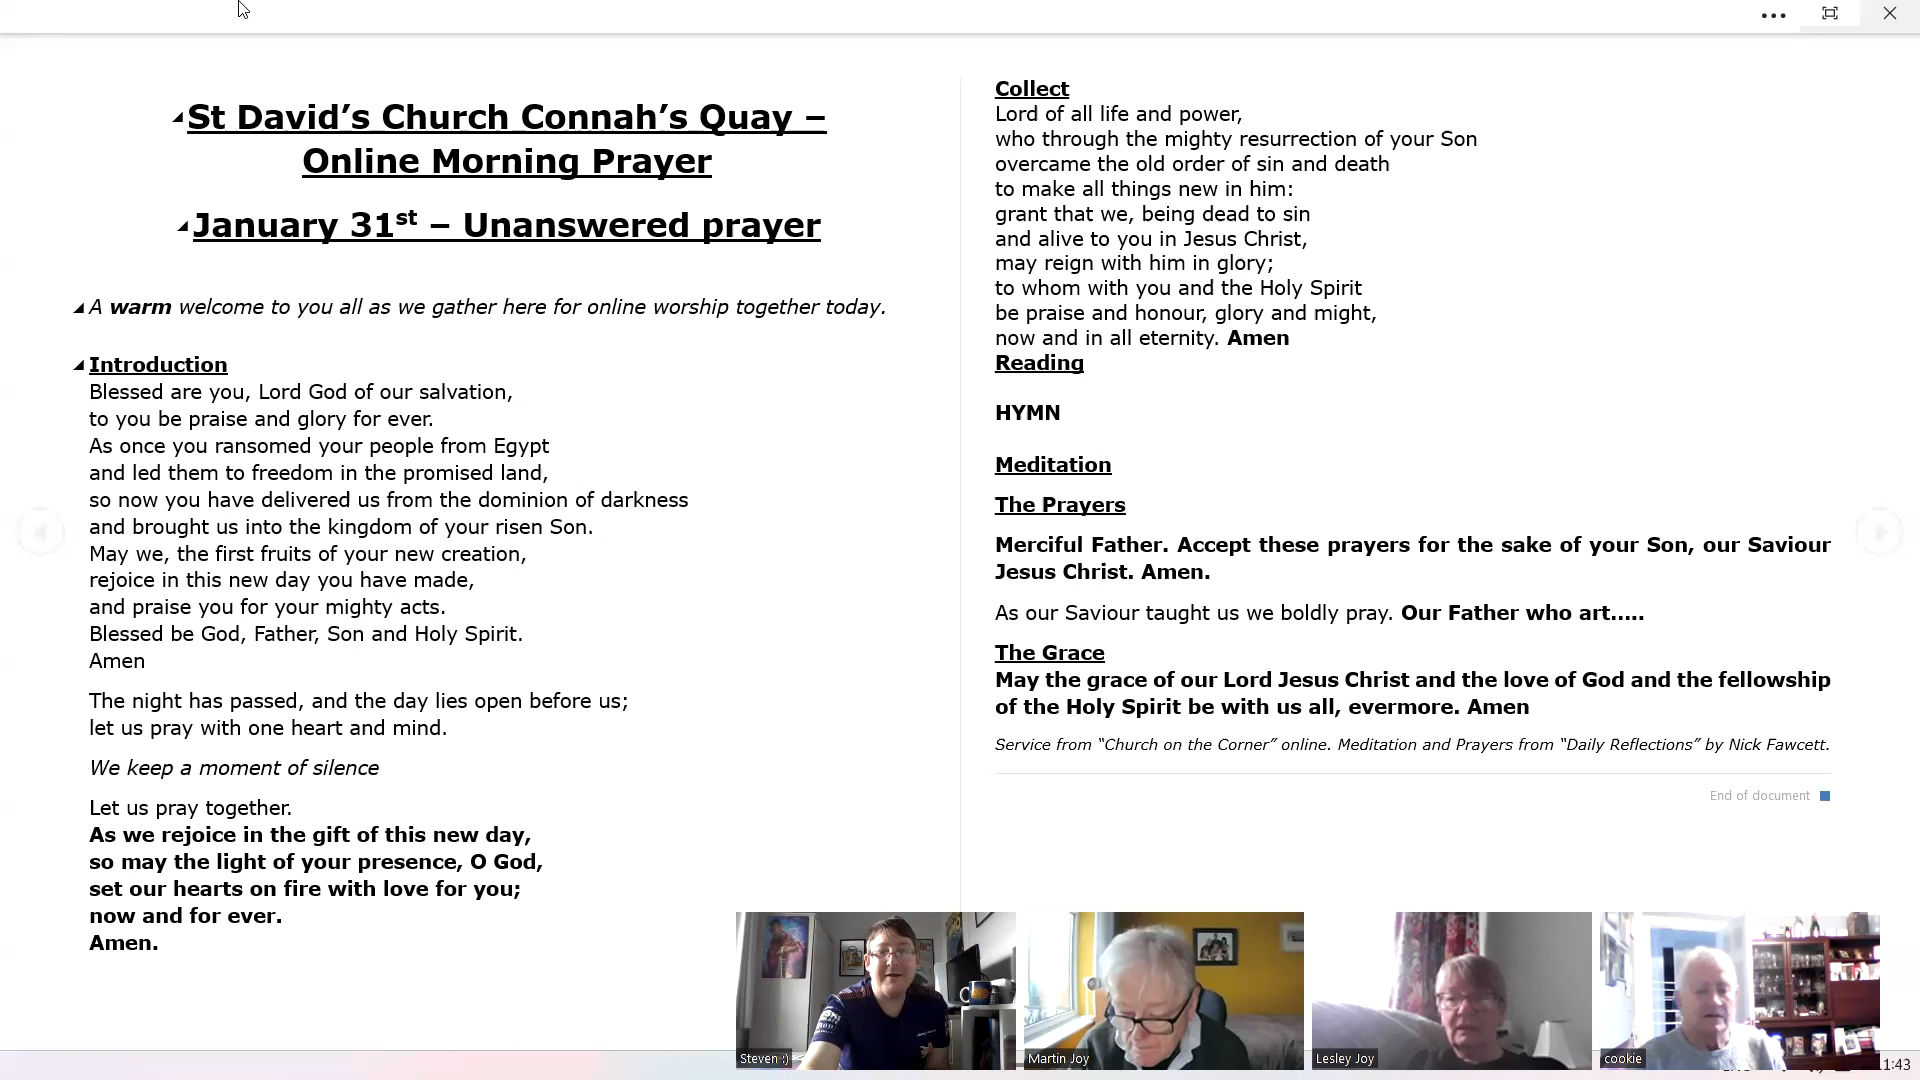 St David’s Church Connah’s Quay –
Online Morning Prayer
January 31st – Unanswered prayer
A warm welcome to you all as we gather here for online worship together today.
Introduction
Blessed are you, Lord God of our salvation,
to you be praise and glory for ever.
As once you ransomed your people from Egypt
and led them to freedom in the promised land,
so now you have delivered us from the dominion of darkness
and brought us into the kingdom of your risen Son.
May we, the first fruits of your new creation,
rejoice in this new day you have made,
and praise you for your mighty acts.
Blessed be God, Father, Son and Holy Spirit.
Amen
The night has passed, and the day lies open before us;
let us pray with one heart and mind.
We keep a moment of silence
Let us pray together.
As we rejoice in the gift of this new day,
so may the light of your presence, O God,
set our hearts on fire with love for you;
now and for ever.
Amen.
Collect
Lord of all life and power,
who through the mighty resurrection of your Son
overcame the old order of sin and death
to make all things new in him:
grant that we, being dead to sin
and alive to you in Jesus Christ,
may reign with him in glory;
to whom with you and the Holy Spirit
be praise and honour, glory and might,
now and in all eternity. Amen
Reading
HYMN
Meditation
The Prayers
Merciful Father. Accept these prayers for the sake of your Son, our Saviour
Jesus Christ. Amen.
As our Saviour taught us we boldly pray. Our Father who art.....
The Grace
May the grace of our Lord Jesus Christ and the love of God and the fellowship
of the Holy Spirit be with us all, evermore. Amen
Service from “Church on the Corner” online. Meditation and Prayers from “Daily Reflections” by Nick Fawcett.
End of document
Steven :)
Martin Joy
Lesley Joy
cookie
1:43